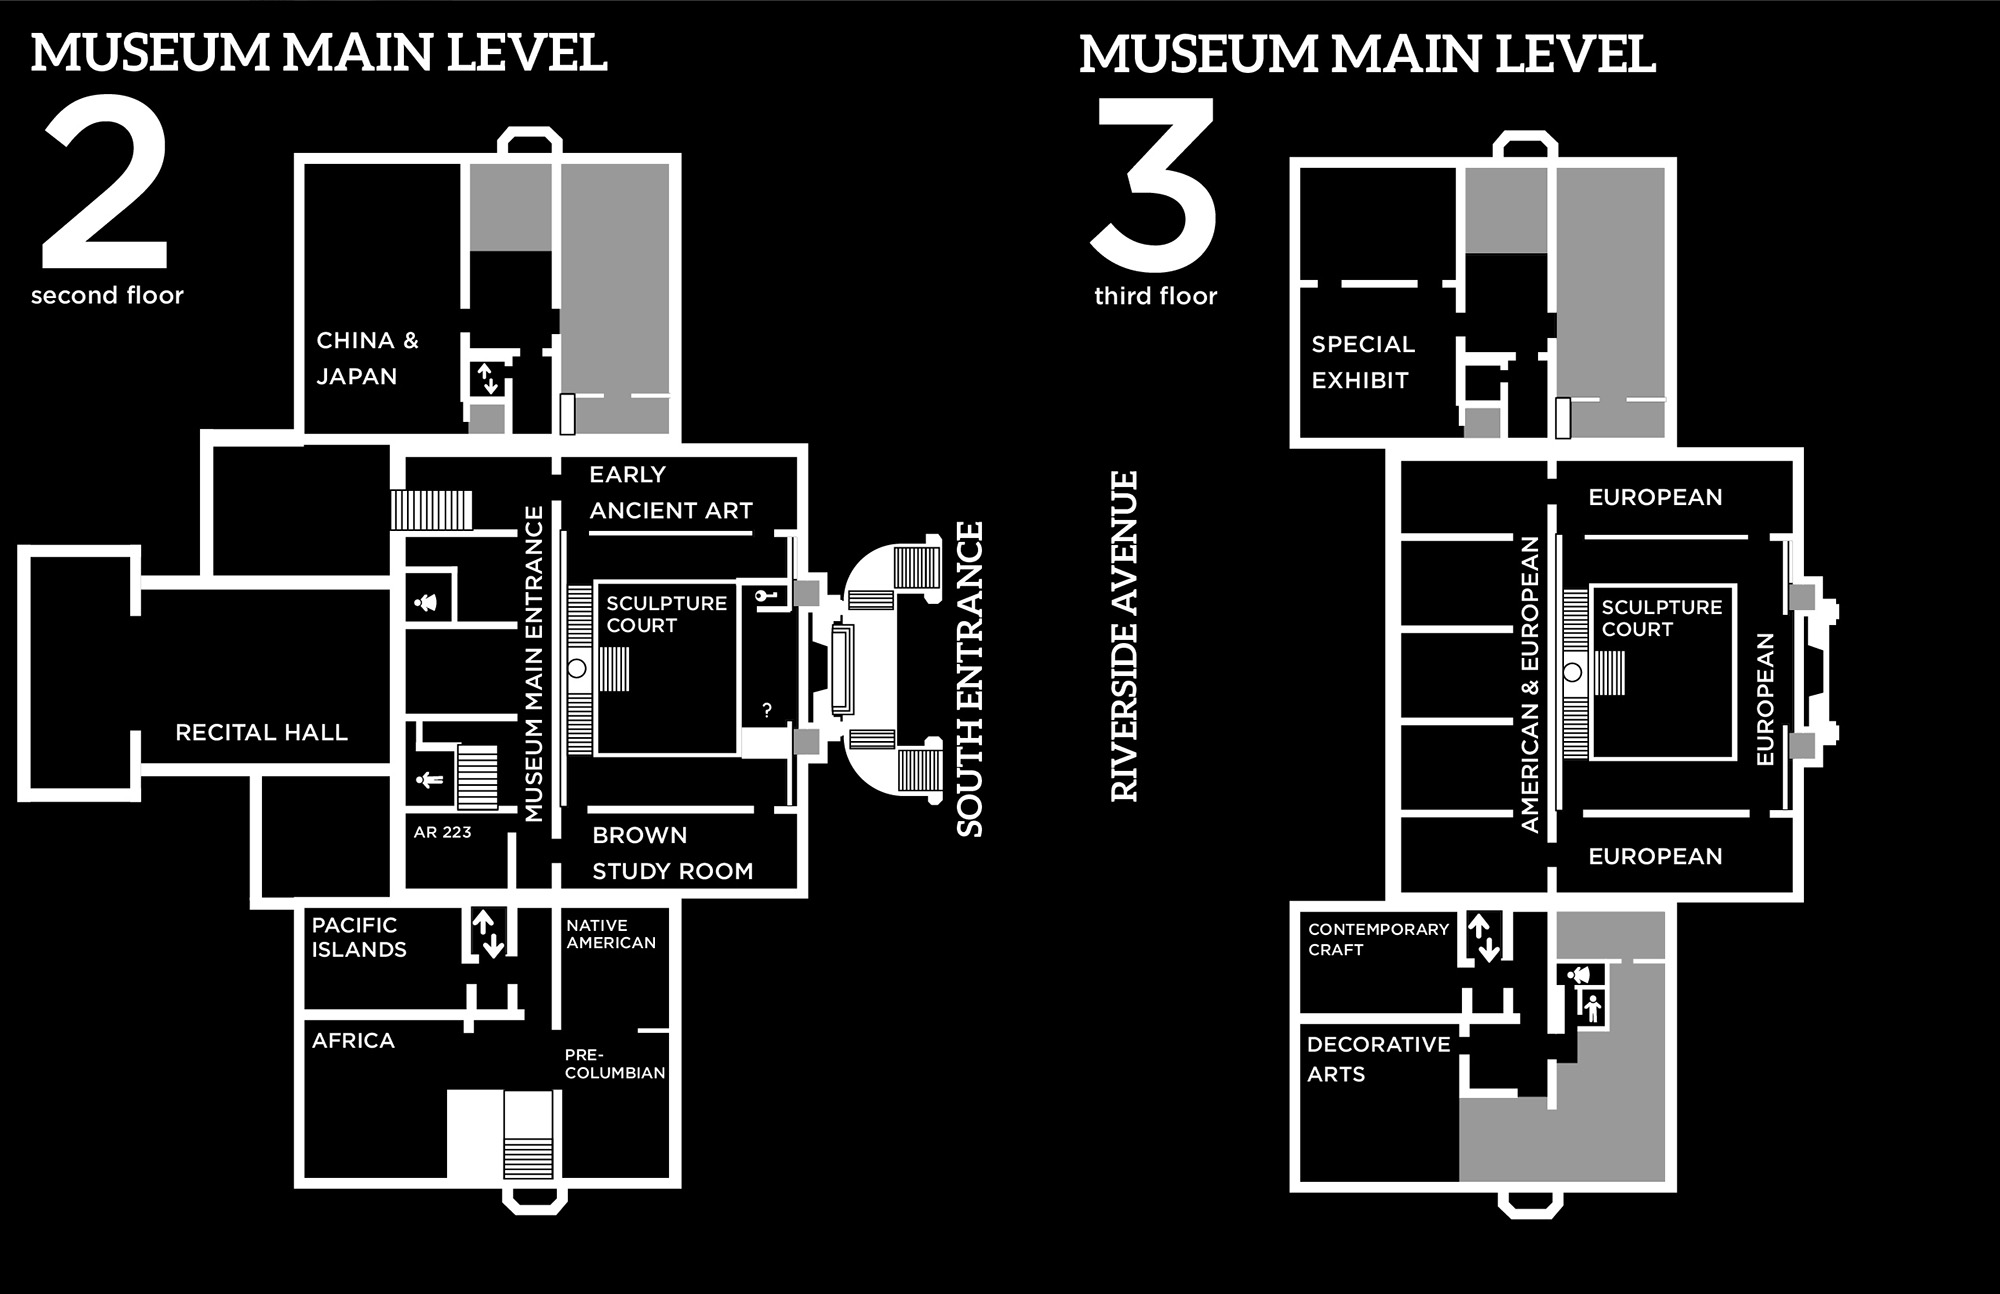 MUSEUM MAIN LEVEL
2
second floor
CHINA &
JAPAN
EARLY
ANCIENT ART
MUSEUM MAIN ENTRANCE
SCULPTURE
COURT
?
SOUTH ENTRANCE
RECITAL HALL
AR 223
BROWN
STUDY ROOM
PACIFIC
ISLANDS
NATIVE
AMERICAN
AFRICA
PRE-
COLUMBIAN
MUSEUM MAIN LEVEL
3
third floor
SPECIAL
EXHIBIT
RIVERSIDE AVENUE
EUROPEAN
AMERICAN & EUROPEAN
SCULPTURE
COURT
EUROPEAN
EUROPEAN
CONTEMPORARY
CRAFT
DECORATIVE
ARTS